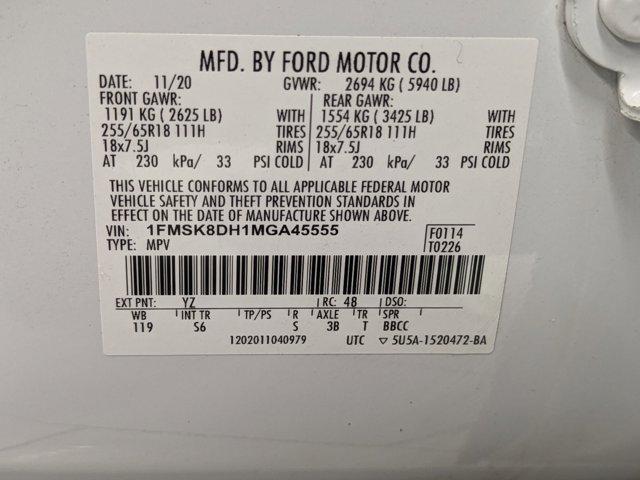 MFD. BY FORD MOTOR CO.
DATE: 11/20 GVWR: 2694 KG ( 5940 LB)
FRONT GAWR: REAR GAWR:
1191 KG ( 2625 LB) WITH 1554 KG ( 3425 LB) WITH
255/65R18 111H TIRES 255/65R18 111H TIRES
18x7.5J RIMS 18x7.5J RIMS
AT 230 kPa/ 33 PSI COLD AT 230 kPa/ 33 PSI COLD
THIS VEHICLE CONFORMS TO ALL APPLICABLE FEDERAL MOTOR
VEHICLE SAFETY AND THEFT PREVENTION STANDARDS IN
EFFECT ON THE DATE OF MANUFACTURE SHOWN ABOVE.
VIN: 1FMSK8DH1MGA45555 F0114
TYPE: MPV T0226
EXT PNT: YZ RC: 48 DSO:
WB INT TR TP/PS R AXLE TR SPR
119 S6 S 3B T BBCC
1202011040979 UTC ▽ 5U5A-1520472-BA